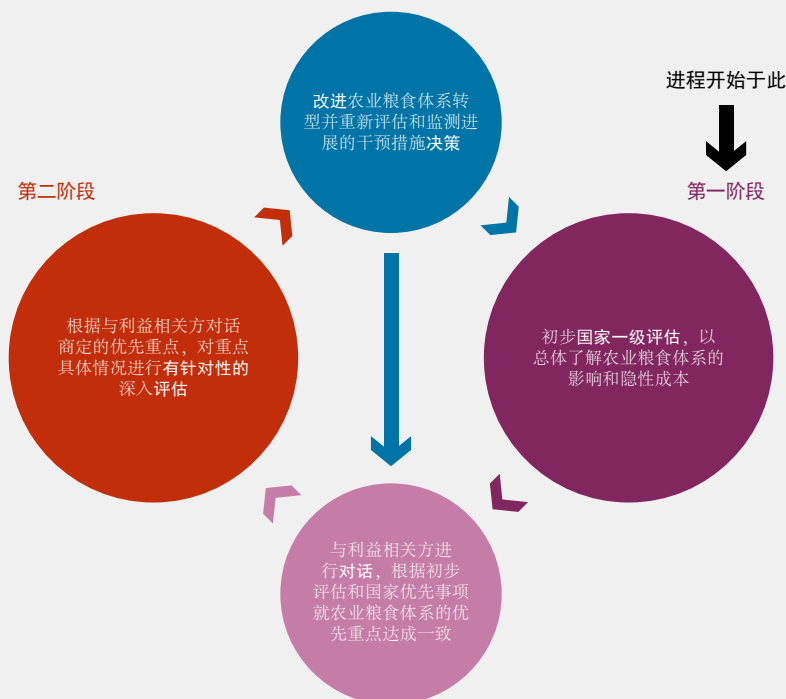 进程开始于此
第一阶段
初步国家一级评估，以
总体了解农业粮食体系的
影响和隐性成本
与利益相关方进
行对话，根据初步
评估和国家优先事项
就农业粮食体系的优
先重点达成一致
第二阶段
根据与利益相关方对话
商定的优先重点，对重点
具体情况进行有针对性的
深入评估
改进农业粮食体系转
型并重新评估和监测进
展的干预措施决策